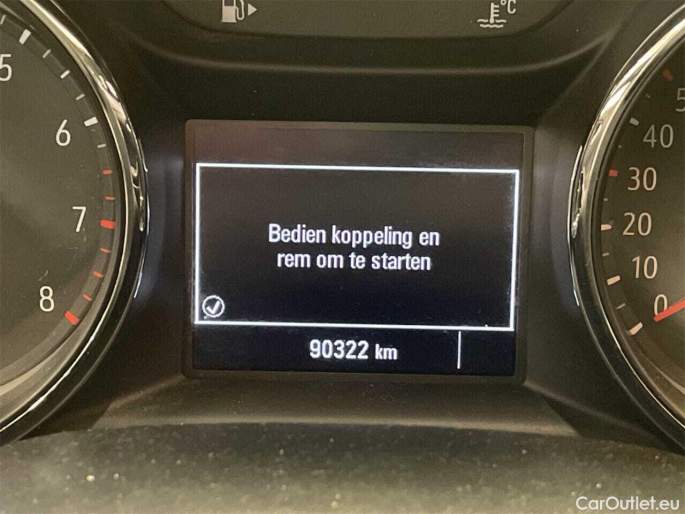 °C
5
6
7
8
Bedien koppeling en
rem om te starten
90322 km
50
40
30
20
10
0
CarOutlet.eu